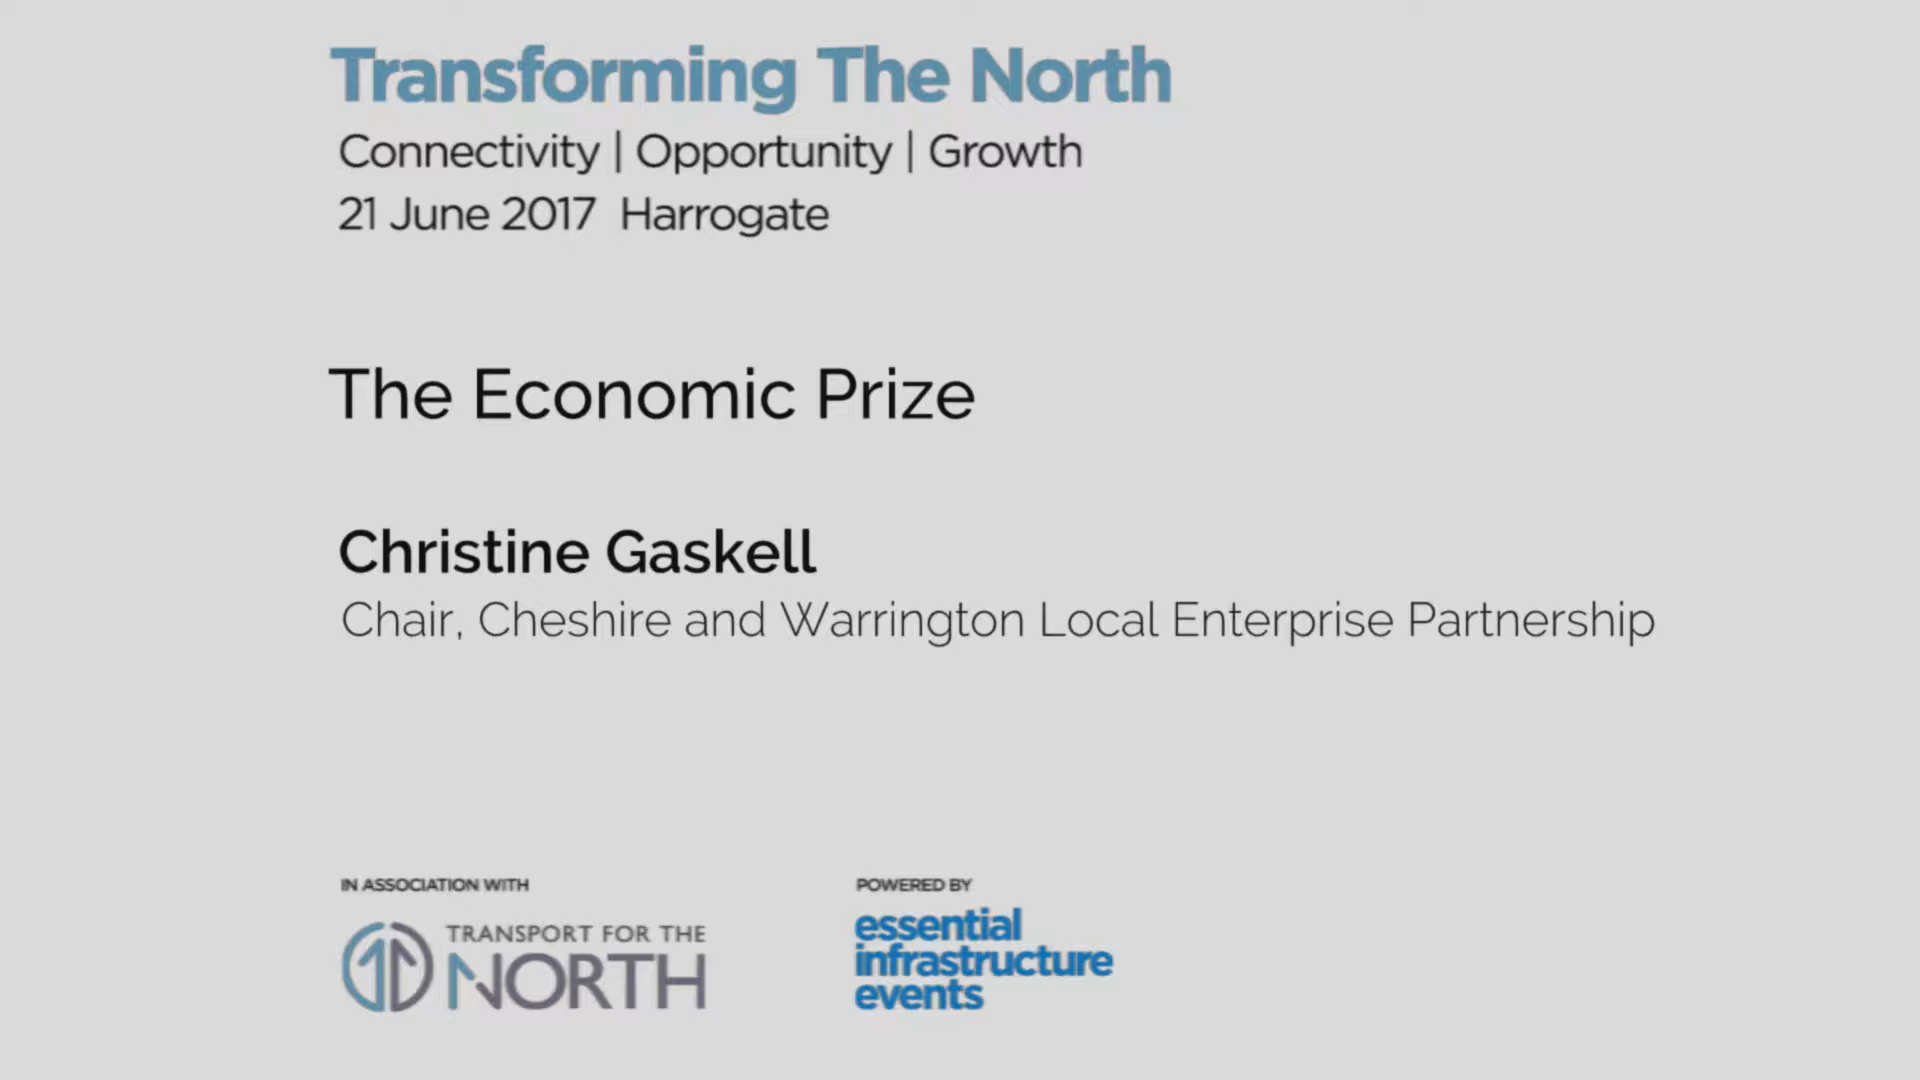 Transforming The North
Connectivity | Opportunity | Growth
21 June 2017 Harrogate
The Economic Prize
Christine Gaskell
Chair, Cheshire and Warrington Local Enterprise Partnership
IN ASSOCIATION WITH
TRANSPORT FOR THE
NORTH
POWERED BY
essential
infrastructure
events